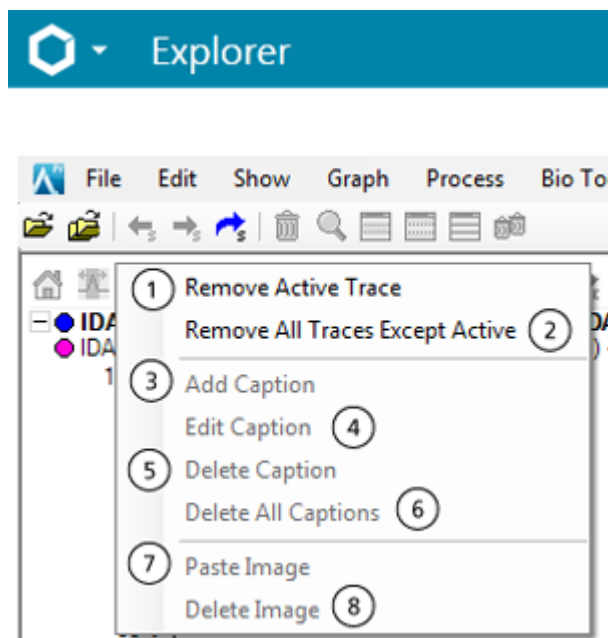 Explorer
File Edit Show Graph Process Bio To
1 Remove Active Trace
IDA
Remove All Traces Except Active 2
IDA
3 Add Caption
1
Edit Caption 4
5 Delete Caption
Delete All Captions 6
7 Paste Image
Delete Image 8